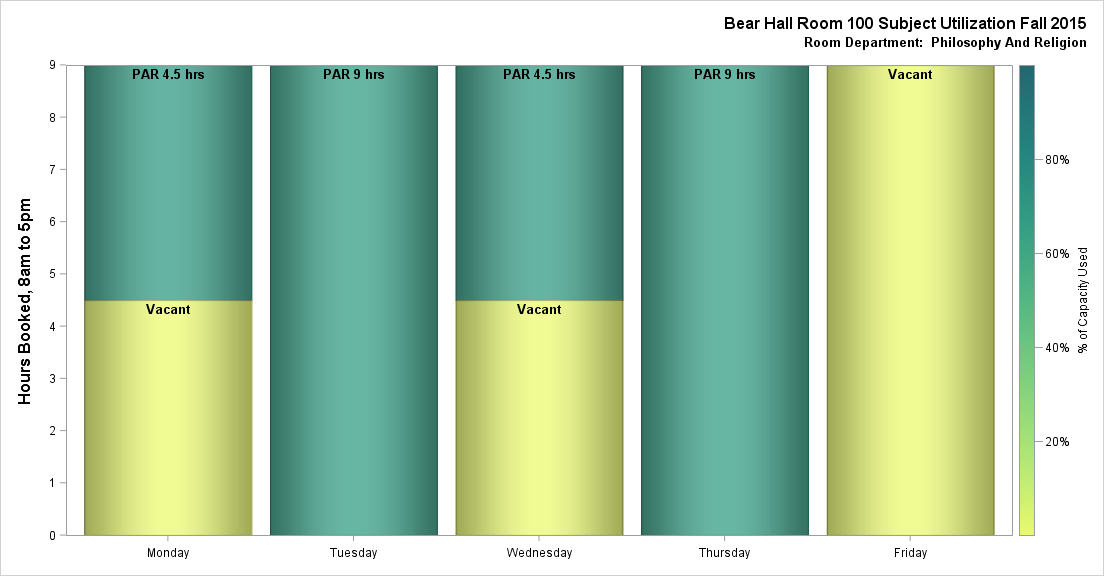 Bear Hall Room 100 Subject Utilization Fall 2015
Room Department:  Philosophy And Religion
Hours Booked, 8am to 5pm
9
8
7
6
5
4
3
2
1
0
PAR 4.5 hrs
Vacant
PAR 9 hrs
PAR 4.5 hrs
Vacant
PAR 9 hrs
Vacant
Monday
Tuesday
Wednesday
Thursday
Friday
80%
60%
40%
20%
% of Capacity Used